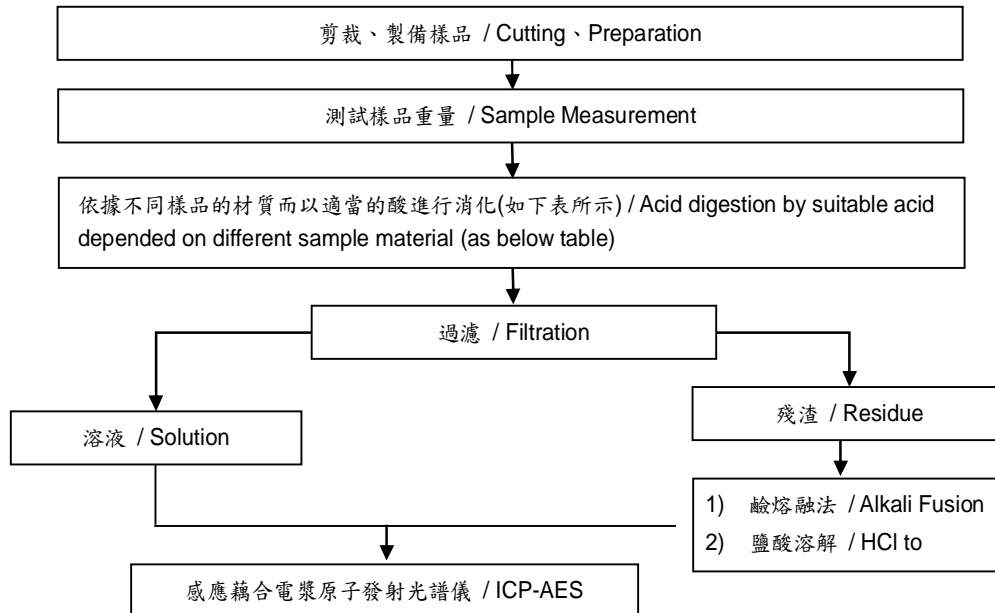 剪裁、製備樣品 / Cutting、Preparation
測試樣品重量 / Sample Measurement
依據不同樣品的材質而以適當的酸進行消化(如下表所示) / Acid digestion by suitable acid
depended on different sample material (as below table)
過濾 / Filtration
溶液 / Solution
殘渣 / Residue
1) 鹼熔融法 / Alkali Fusion
2) 鹽酸溶解 / HCl to
感應藕合電漿原子發射光譜儀 / ICP-AES